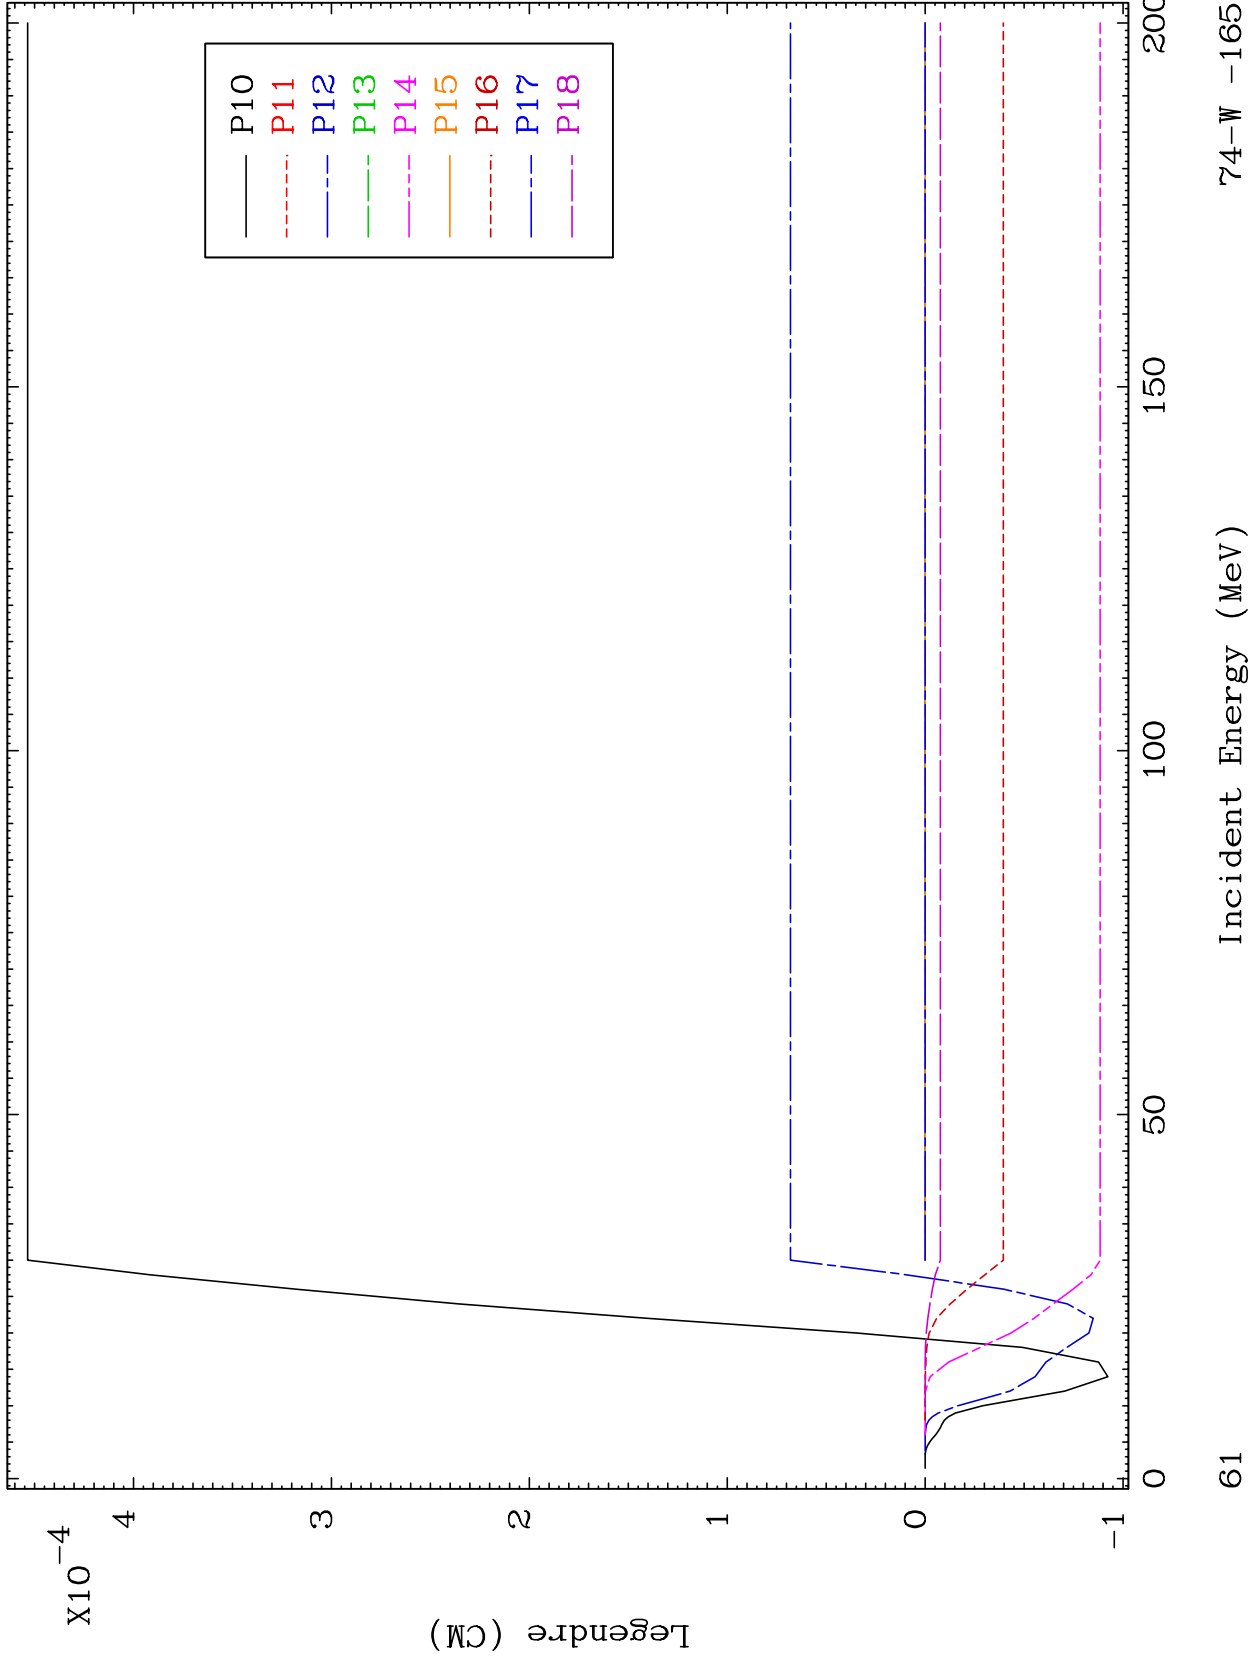 X10-4
4
3
2
1
0
-1
Legendre (CM)
P10
P11
P12
P13
P14
P15
P16
P17
P18
0
50
100
150
200
61
Incident Energy (MeV)
74-W -165